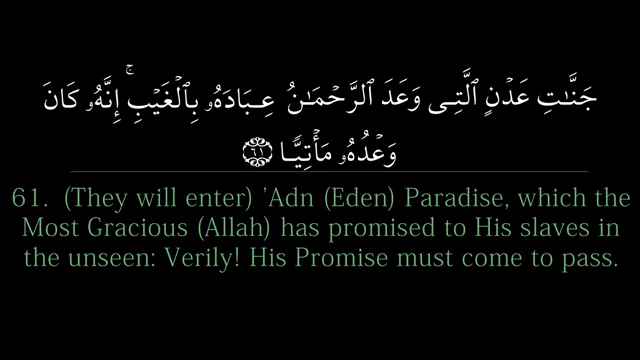 جَنَّٰتِ عَدْنٍ ٱلَّتِى وَعَدَ ٱلرَّحْمَٰنُ عِبَادَهُۥ بِٱلْغَيْبِ ۚ إِنَّهُۥ كَانَ
وَعْدُهُۥ مَأْتِيًّا ۝٦١
61. (They will enter) ’Adn (Eden) Paradise, which the
Most Gracious (Allah) has promised to His slaves in
the unseen: Verily! His Promise must come to pass.